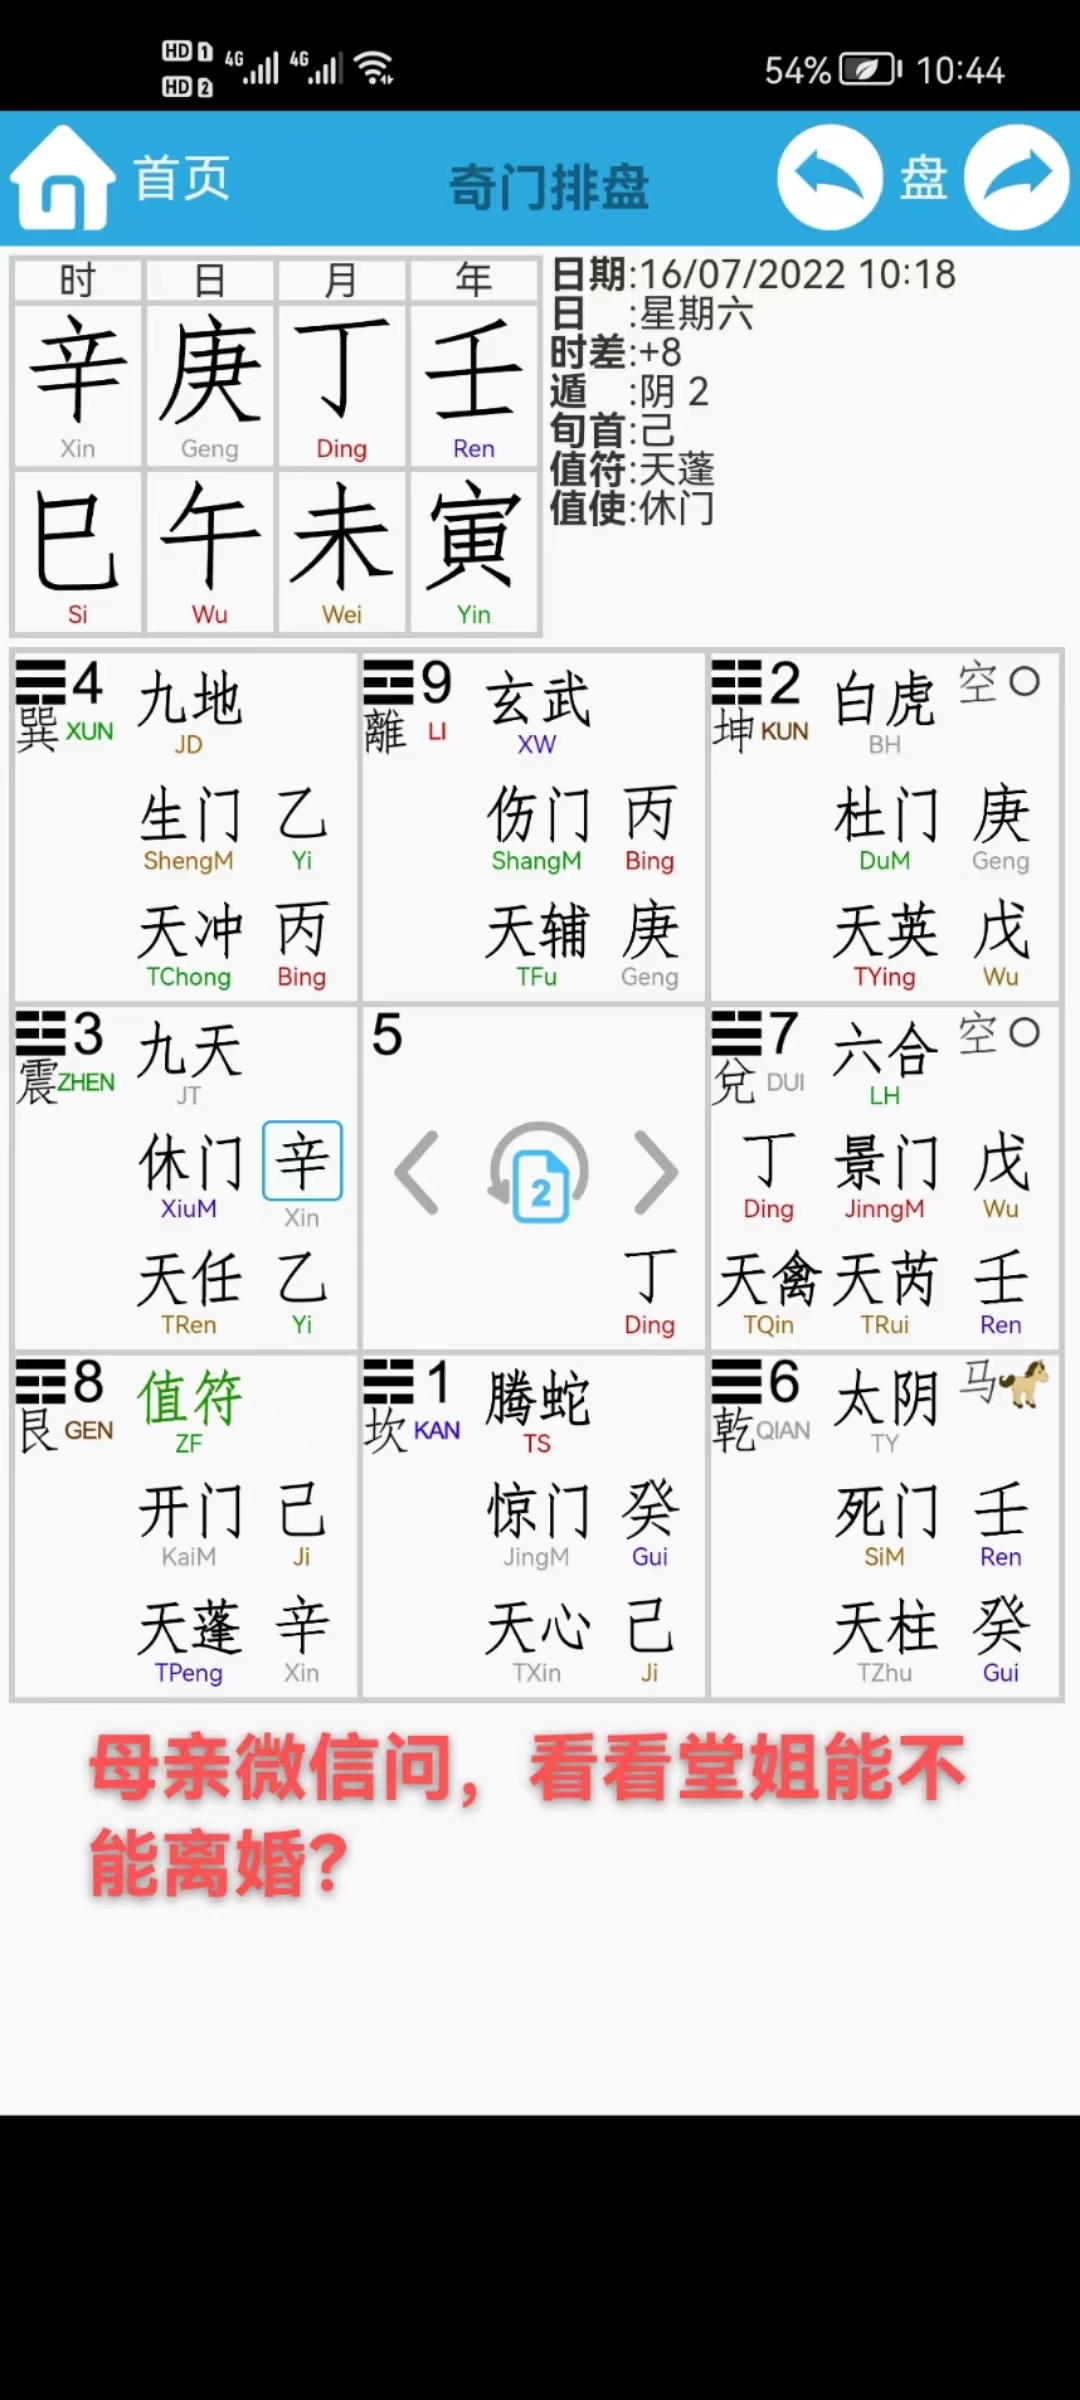 HD 1 4G 4G 54% 10:44
HD 2
首页 奇门排盘 盘
时 日 月 年
辛 庚 丁 壬
Xin Geng Ding Ren
巳 午 未 寅
Si Wu Wei Yin
日期:16/07/2022 10:18
日 :星期六
时差:+8
遁 :阴 2
旬首:己
值符:天蓬
值使:休门
4 九地
巽 XUN JD
生门 乙
ShengM Yi
天冲 丙
TChong Bing
9 玄武
離 LI XW
伤门 丙
ShangM Bing
天辅 庚
TFu Geng
2 白虎 空
坤 KUN BH
杜门 庚
DuM Geng
天英 戊
TYing Wu
3 九天
震 ZHEN JT
休门 辛
XiuM Xin
天任 乙
TRen Yi
5
2
丁
Ding
7 六合 空
兌 DUI LH
丁 景门 戊
Ding JinngM Wu
天禽 天芮 壬
TQin TRui Ren
8 值符
艮 GEN ZF
开门 己
KaiM Ji
天蓬 辛
TPeng Xin
1 腾蛇
坎 KAN TS
惊门 癸
JingM Gui
天心 己
TXin Ji
6 太阴 马
乾 QIAN TY
死门 壬
SiM Ren
天柱 癸
TZhu Gui
母亲微信问，看看堂姐能不
能离婚？